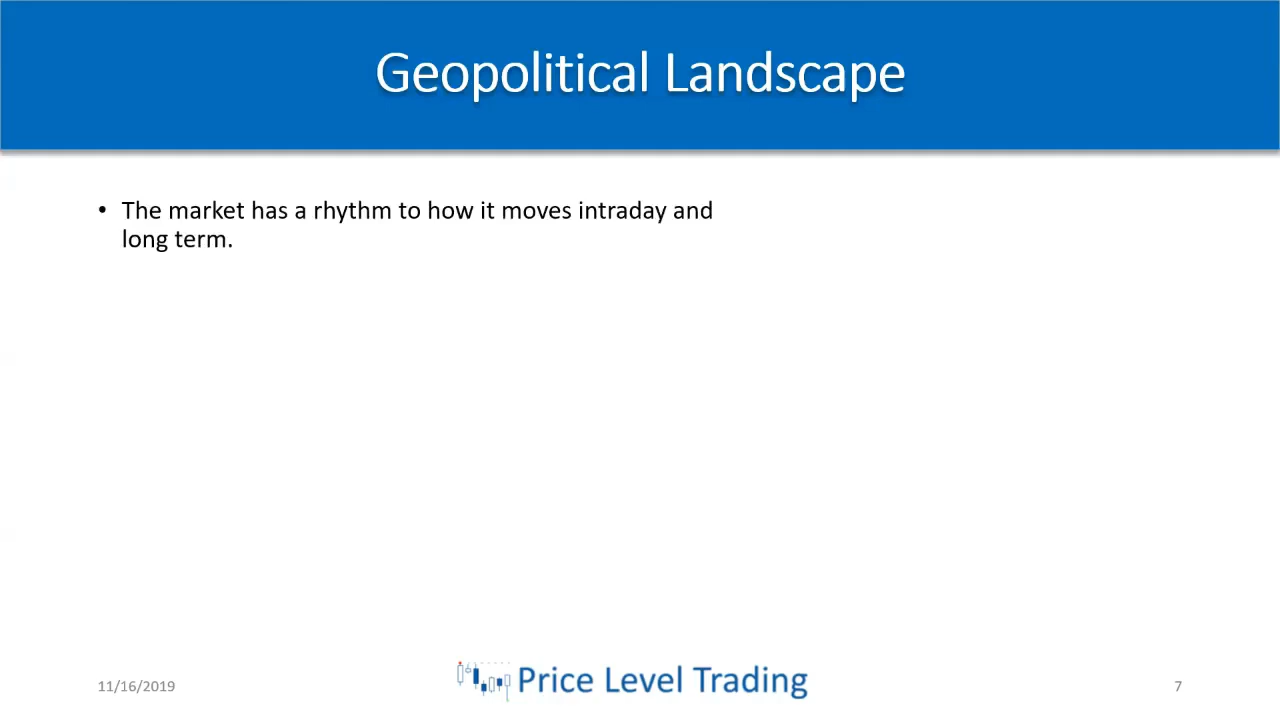 Geopolitical Landscape
• The market has a rhythm to how it moves intraday and
long term.
11/16/2019
Price Level Trading
7